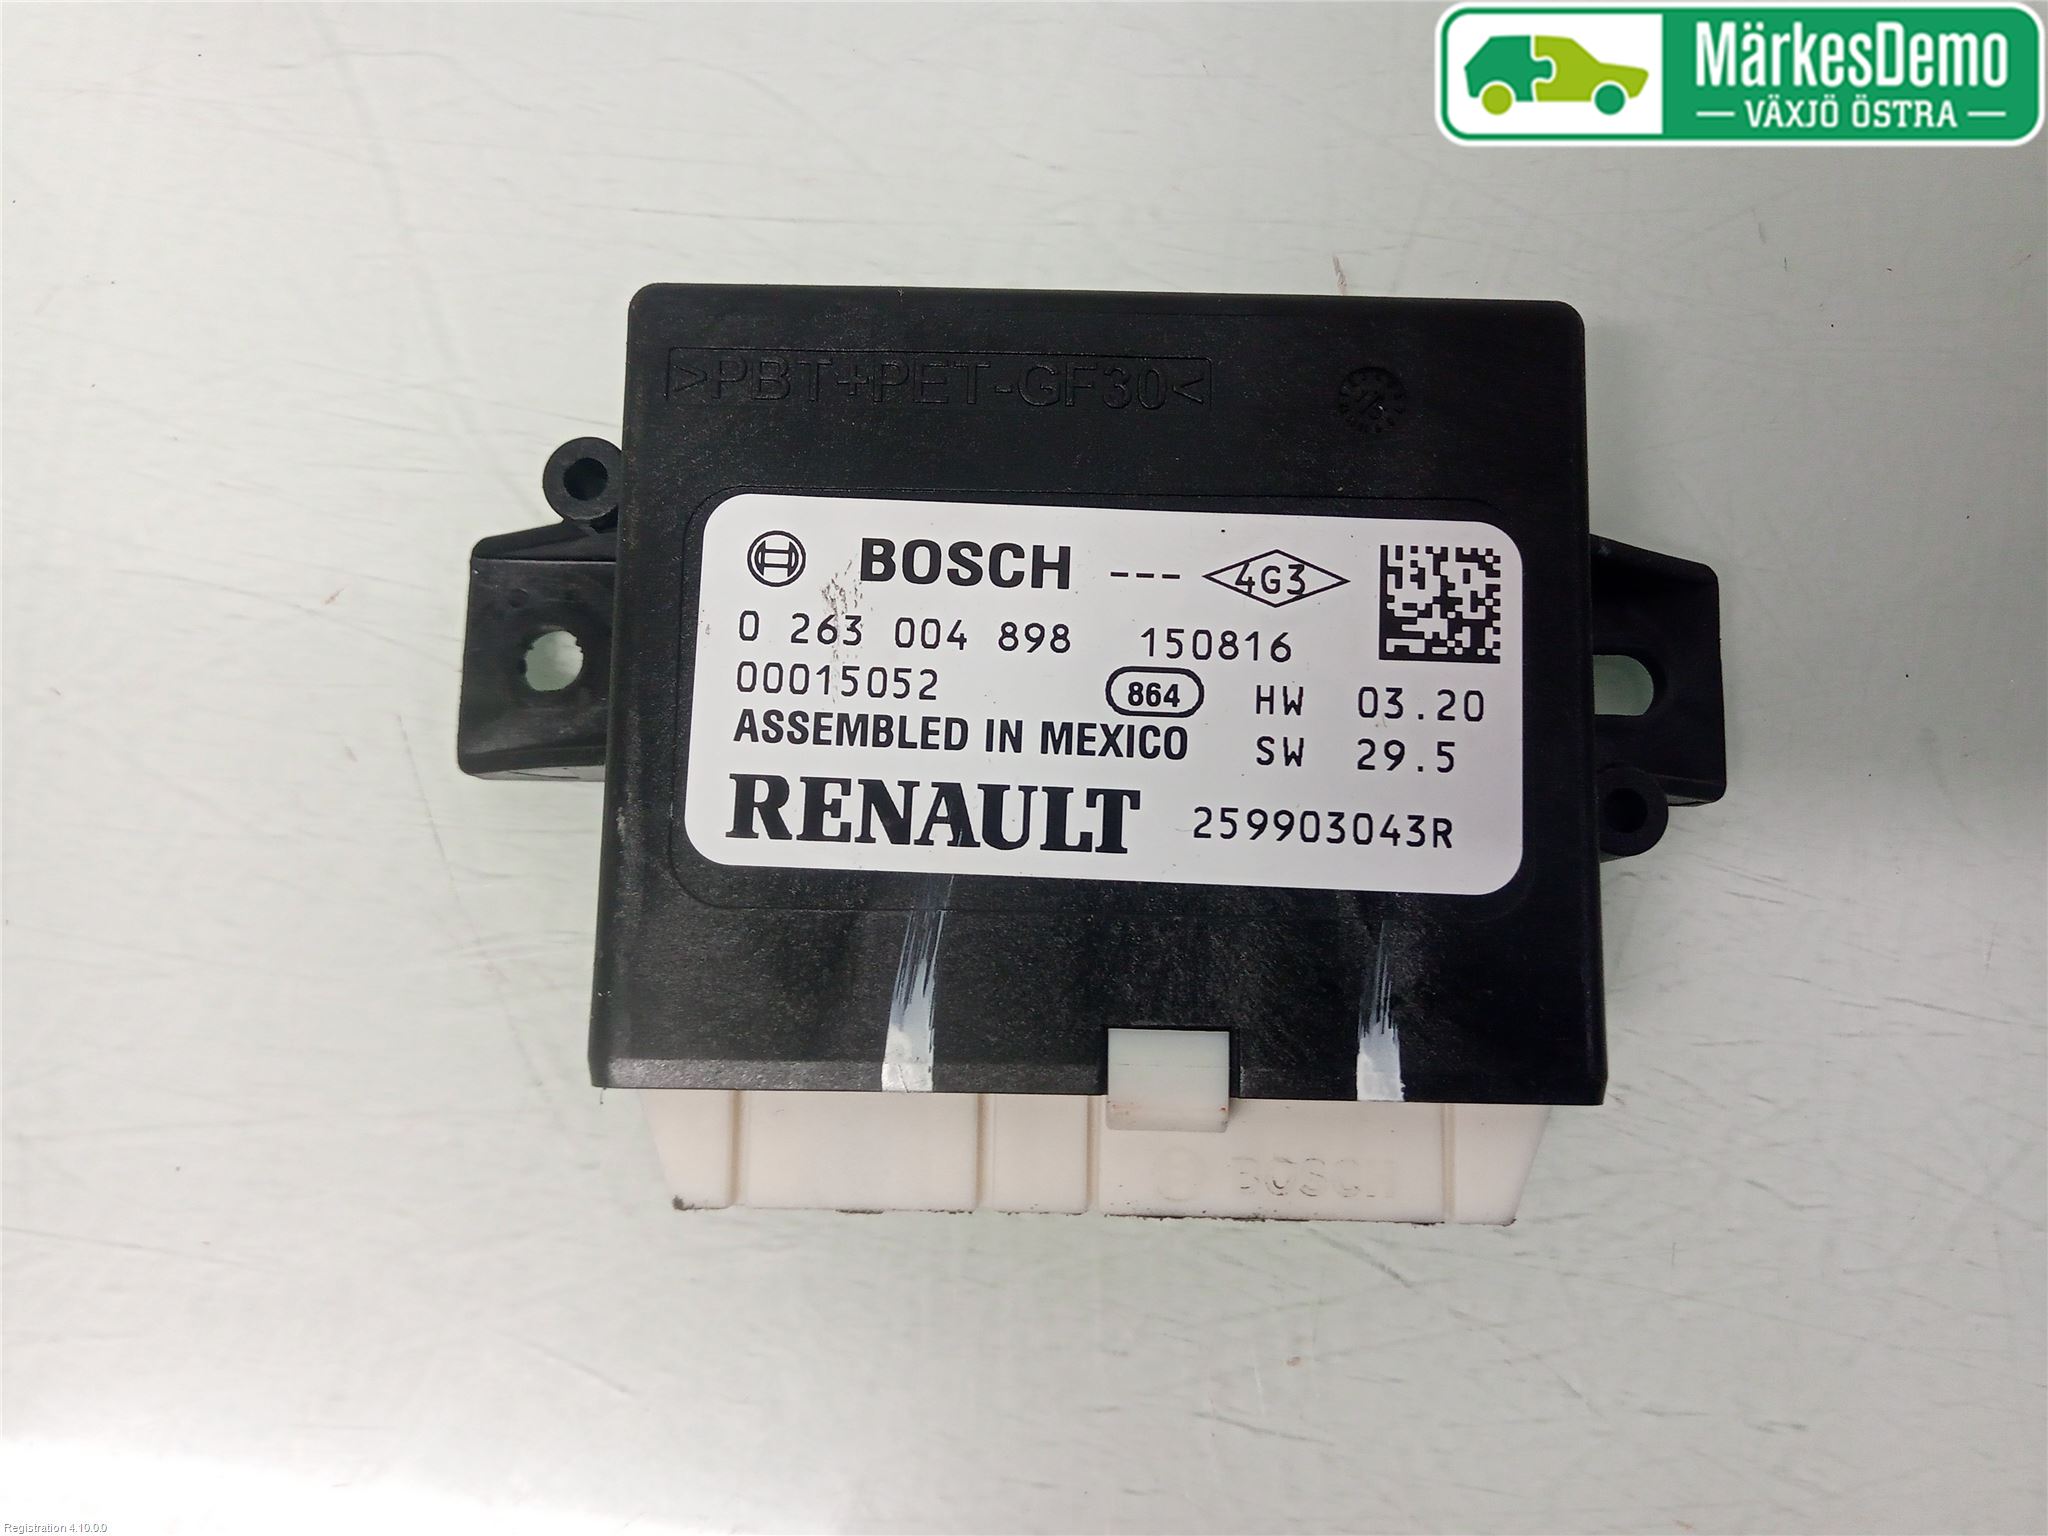 MärkesDemo
VÄXJÖ ÖSTRA
>PBT+PET-GF30<
BOSCH --- 4G3
0 263 004 898 150816
00015052 864 HW 03.20
ASSEMBLED IN MEXICO SW 29.5
RENAULT 259903043R
BOSCH
Registration 4.10.0.0